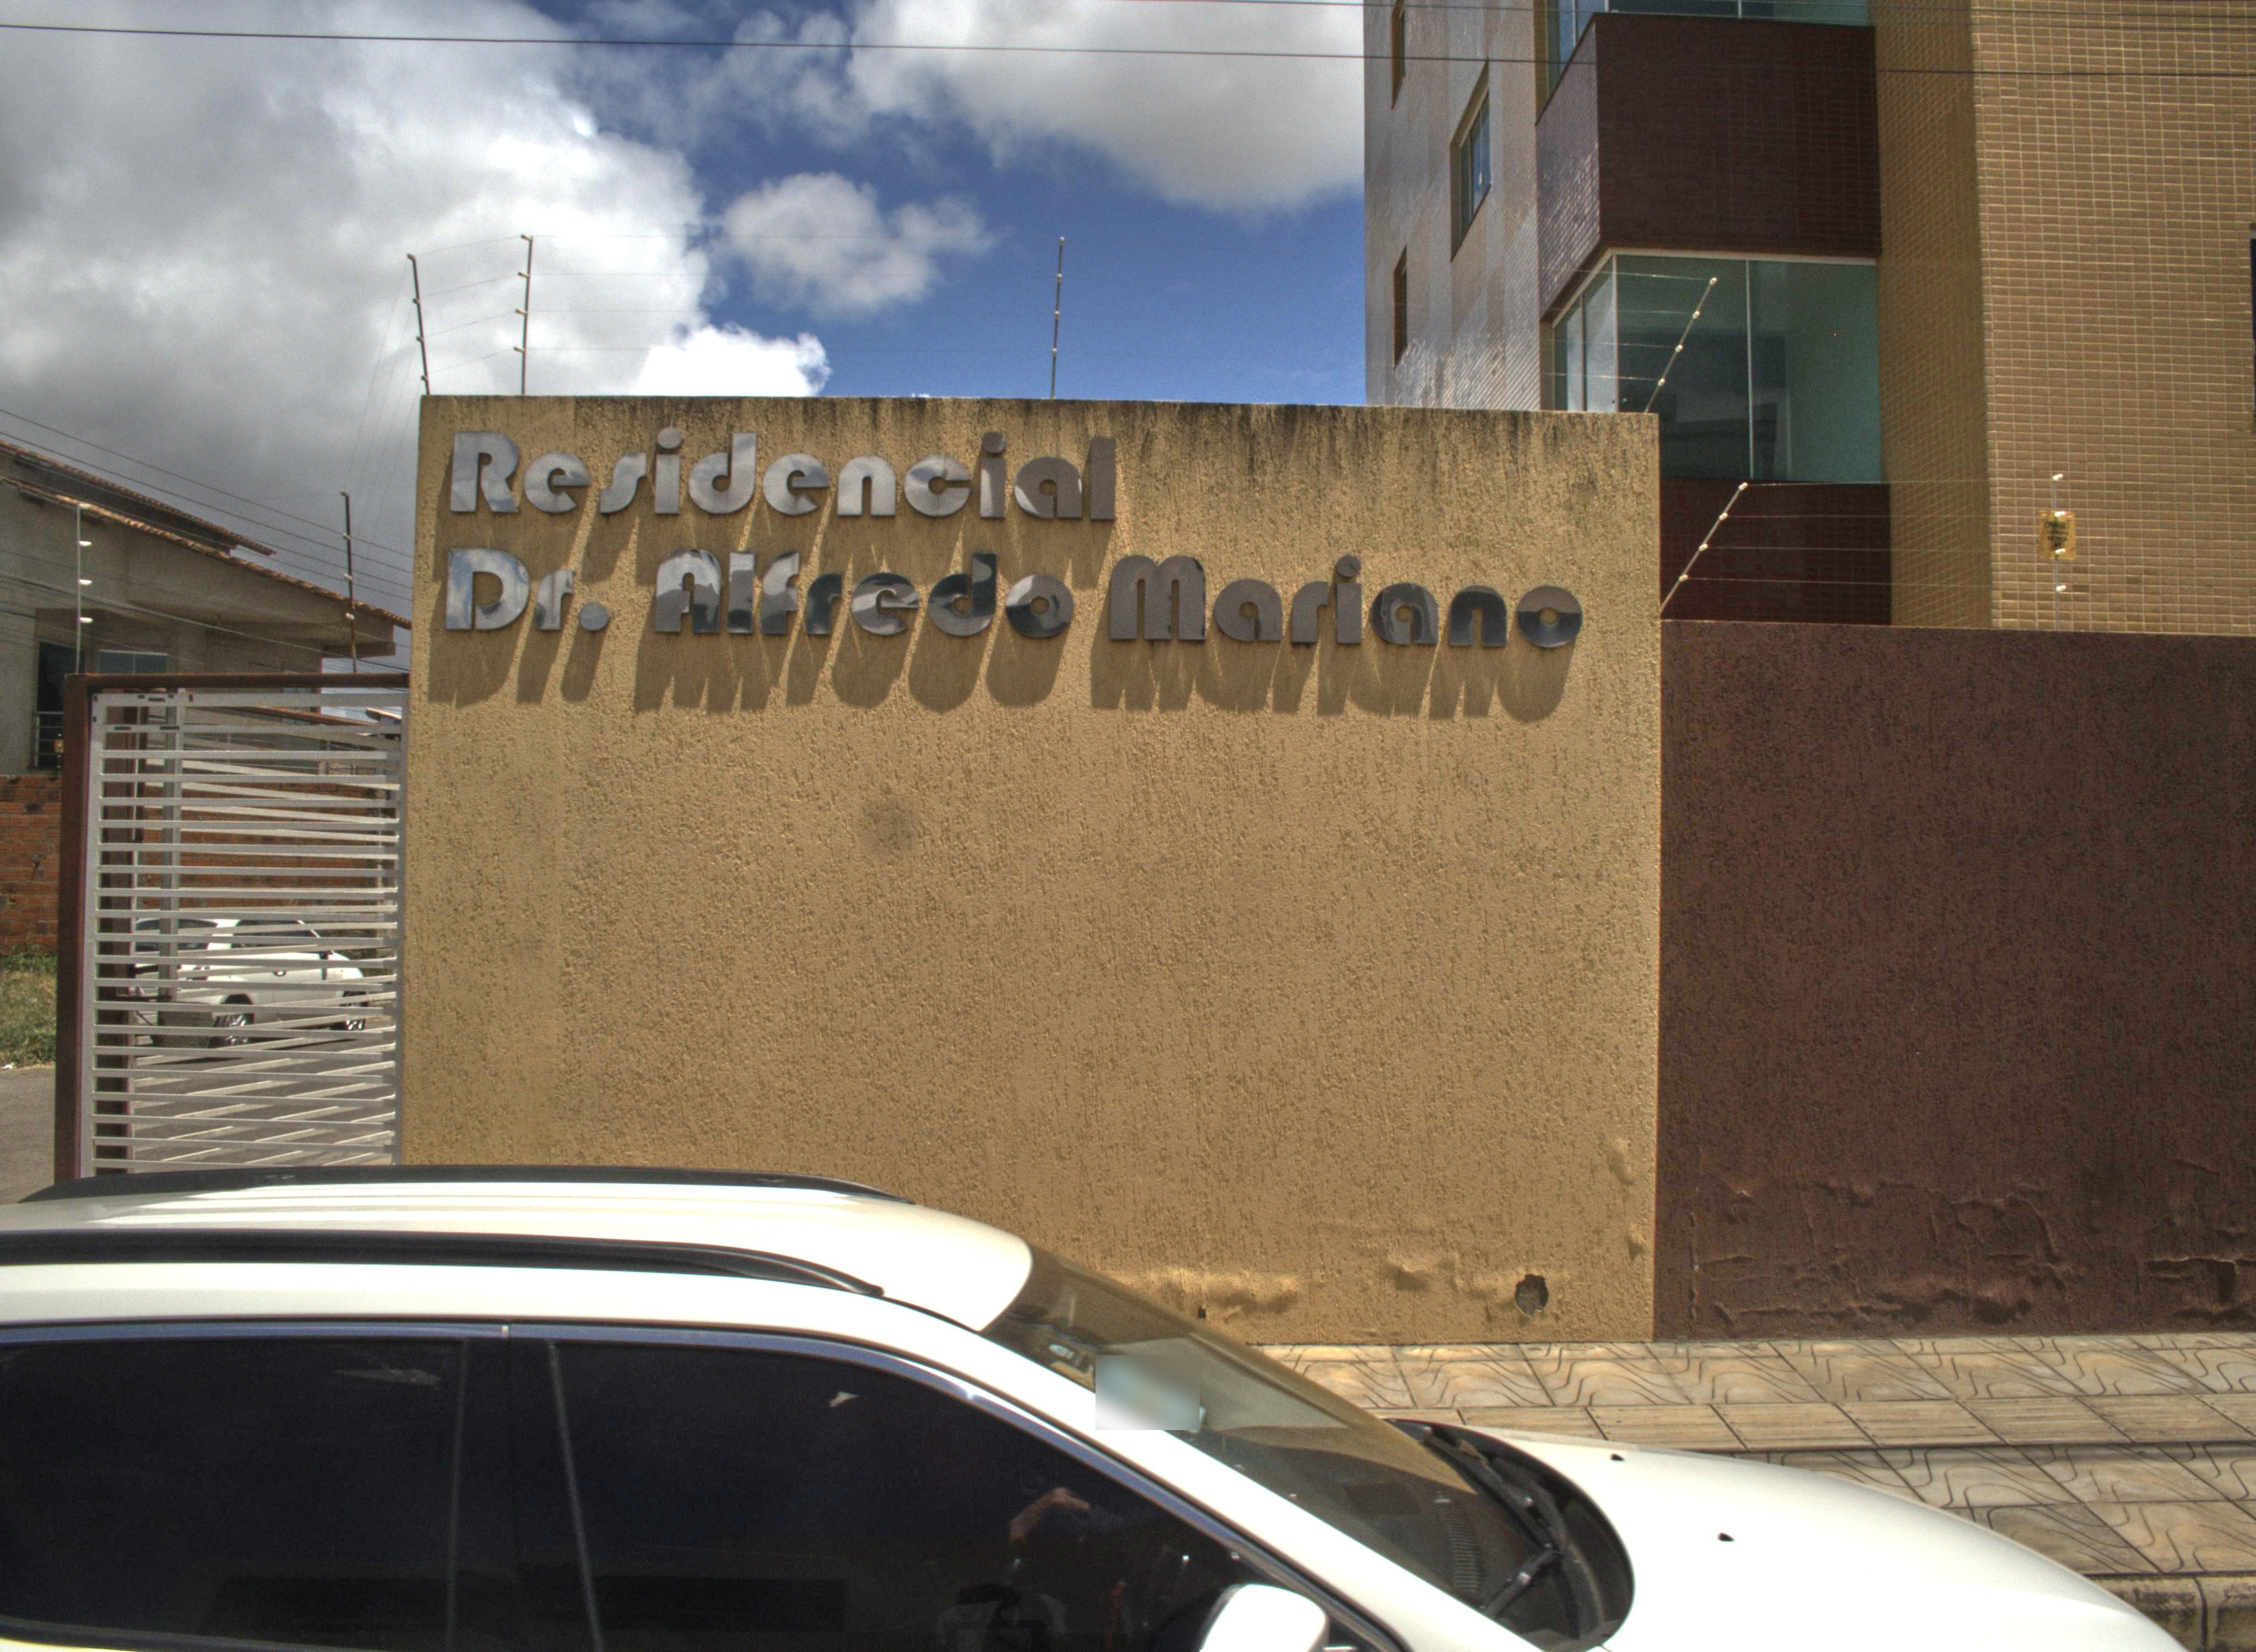 Residencial
Dr. Alfredo Mariano